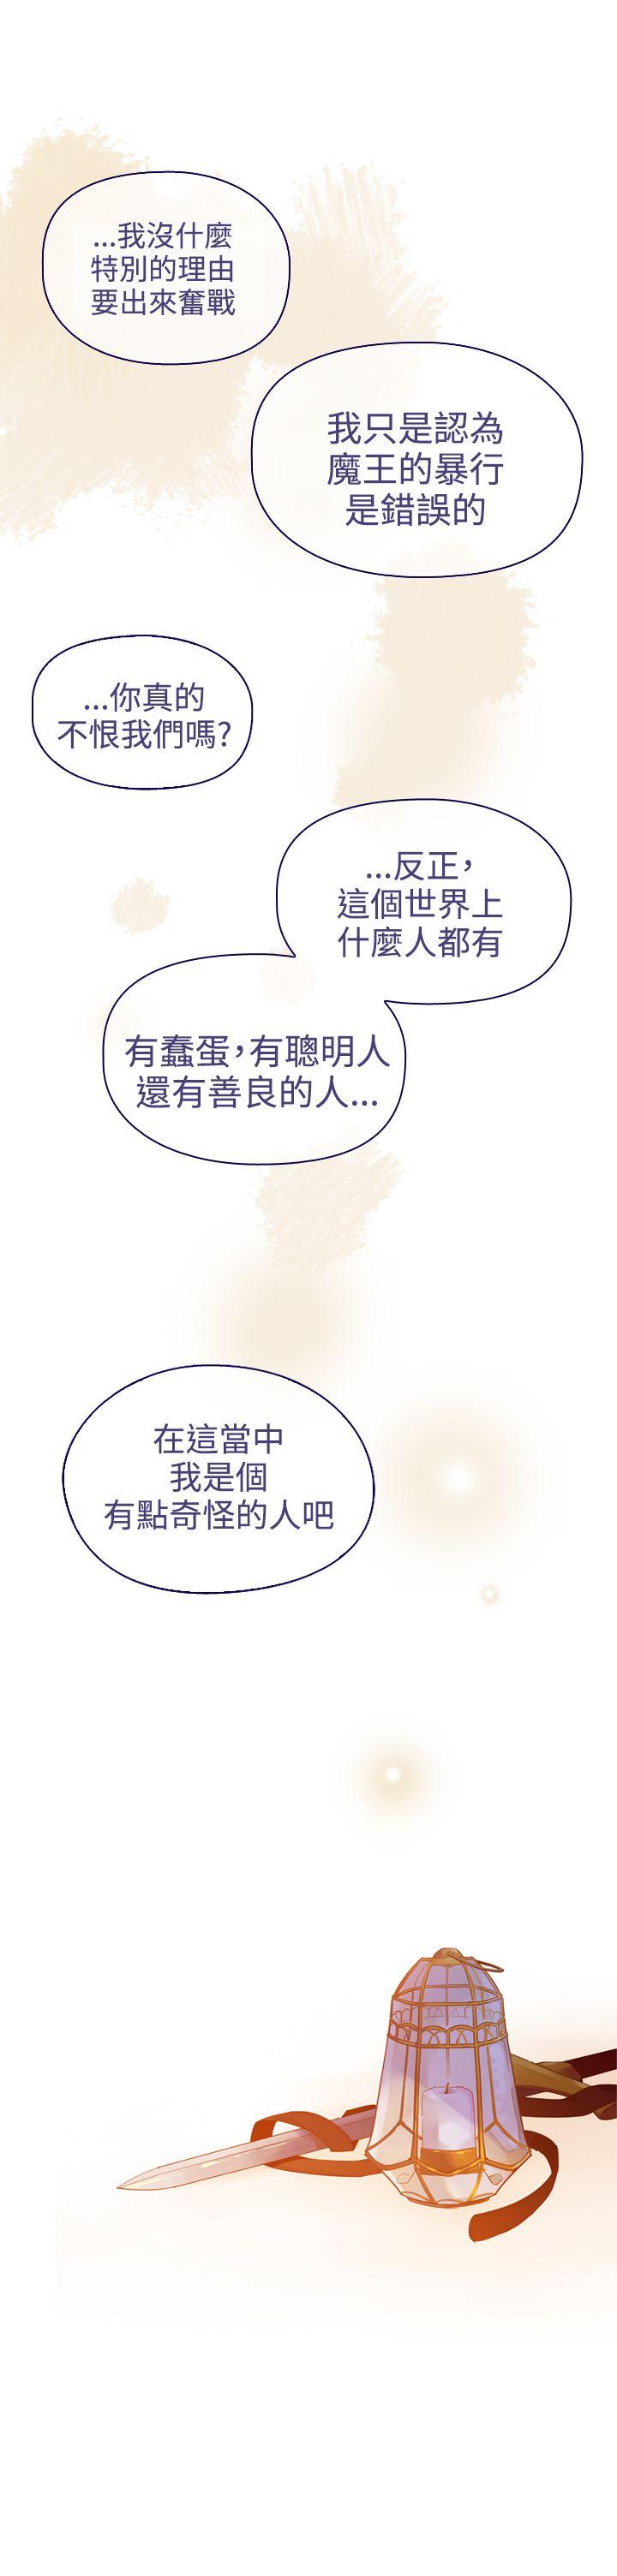 ...我沒什麼
特別的理由
要出來奮戰
我只是認為
魔王的暴行
是錯誤的
...你真的
不恨我們嗎?
...反正，
這個世界上
什麼人都有
有蠢蛋，有聰明人
還有善良的人...
在這當中
我是個
有點奇怪的人吧